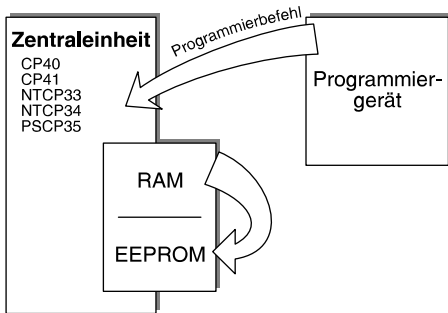 Zentraleinheit
CP40
CP41
NTCP33
NTCP34
PSCP35
Programmierbefehl
Programmier-
gerät
RAM
EEPROM